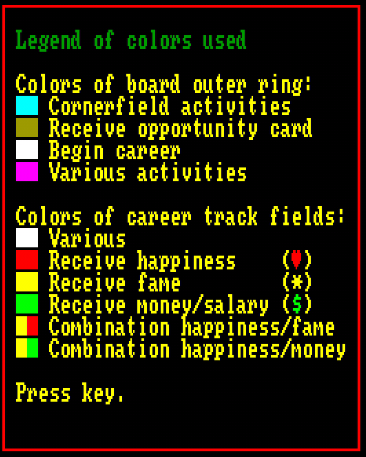 Legend of colors used
Colors of board outer ring:
Cornerfield activities
Receive opportunity card
Begin career
Various activities
Colors of career track fields:
Various
Receive happiness (♥)
Receive fame (*)
Receive money/salary ($)
Combination happiness/fame
Combination happiness/money
Press key.